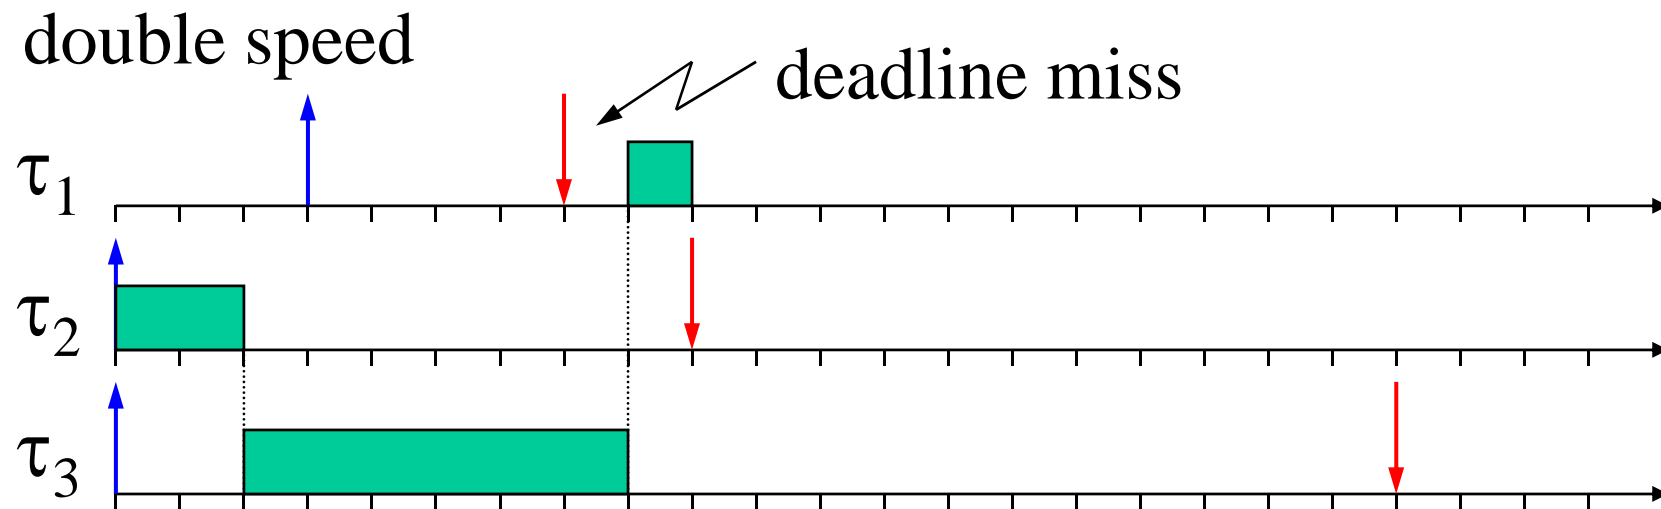 double speed
deadline miss
τ1
τ2
τ3